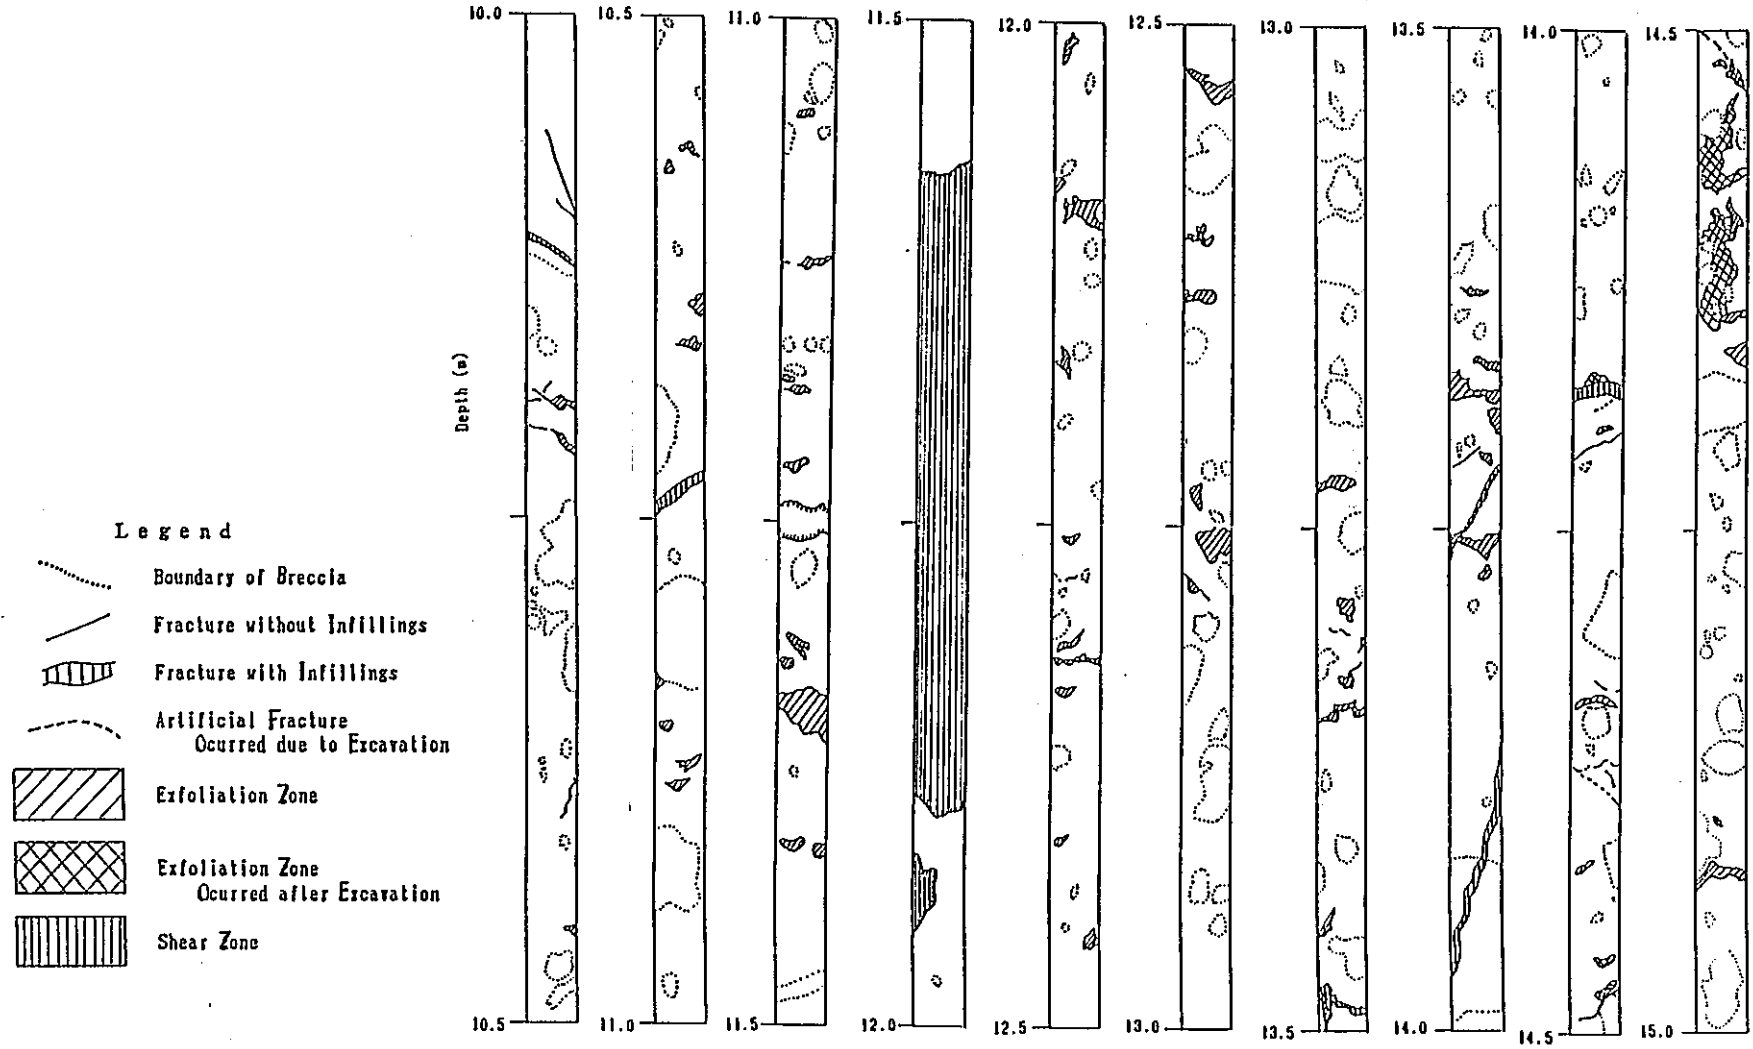 10.0
10.5
11.0
11.5
12.0
12.5
13.0
13.5
14.0
14.5
Depth (m)
Legend
Boundary of Breccia
Fracture without Infillings
Fracture with Infillings
Artificial Fracture
Ocurred due to Excavation
Exfoliation Zone
Exfoliation Zone
Ocurred after Excavation
Shear Zone
10.5
11.0
11.5
12.0
12.5
13.0
13.5
14.0
14.5
15.0